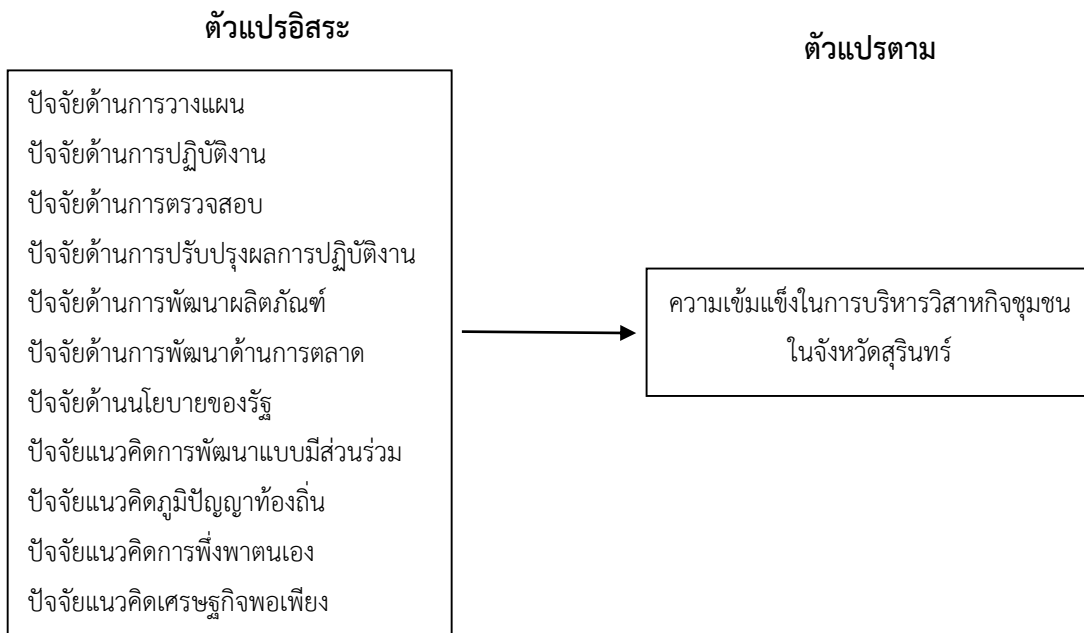 ตัวแปรอิสระ
ปัจจัยด้านการวางแผน
ปัจจัยด้านการปฏิบัติงาน
ปัจจัยด้านการตรวจสอบ
ปัจจัยด้านการปรับปรุงผลการปฏิบัติงาน
ปัจจัยด้านการพัฒนาผลิตภัณฑ์
ปัจจัยด้านการพัฒนาด้านการตลาด
ปัจจัยด้านนโยบายของรัฐ
ปัจจัยแนวคิดการพัฒนาแบบมีส่วนร่วม
ปัจจัยแนวคิดภูมิปัญญาท้องถิ่น
ปัจจัยแนวคิดการพึ่งพาตนเอง
ปัจจัยแนวคิดเศรษฐกิจพอเพียง
ตัวแปรตาม
ความเข้มแข็งในการบริหารวิสาหกิจชุมชน
ในจังหวัดสุรินทร์